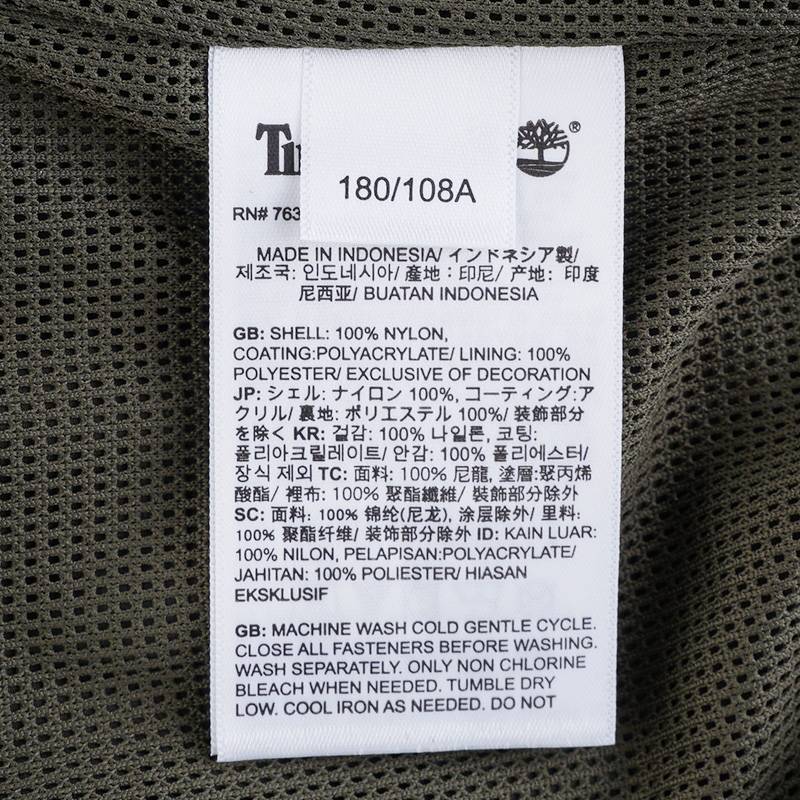 180/108A
RN# 763
MADE IN INDONESIA/ インドネシア製/
제조국: 인도네시아/ 產地：印尼/ 产地：印度
尼西亚/ BUATAN INDONESIA
GB: SHELL: 100% NYLON,
COATING:POLYACRYLATE/ LINING: 100%
POLYESTER/ EXCLUSIVE OF DECORATION
JP: シェル: ナイロン 100%, コーティング:ア
クリル/ 裏地: ポリエステル 100%/ 装飾部分
を除く KR: 겉감: 100% 나일론, 코팅:
폴리아크릴레이트/ 안감: 100% 폴리에스터/
장식 제외 TC: 面料: 100% 尼龍, 塗層:聚丙烯
酸酯/ 裡布: 100% 聚酯纖維/ 裝飾部分除外
SC: 面料: 100% 锦纶(尼龙), 涂层除外/ 里料:
100% 聚酯纤维/ 装饰部分除外 ID: KAIN LUAR:
100% NILON, PELAPISAN:POLYACRYLATE/
JAHITAN: 100% POLIESTER/ HIASAN
EKSKLUSIF
GB: MACHINE WASH COLD GENTLE CYCLE.
CLOSE ALL FASTENERS BEFORE WASHING.
WASH SEPARATELY. ONLY NON CHLORINE
BLEACH WHEN NEEDED. TUMBLE DRY
LOW. COOL IRON AS NEEDED. DO NOT